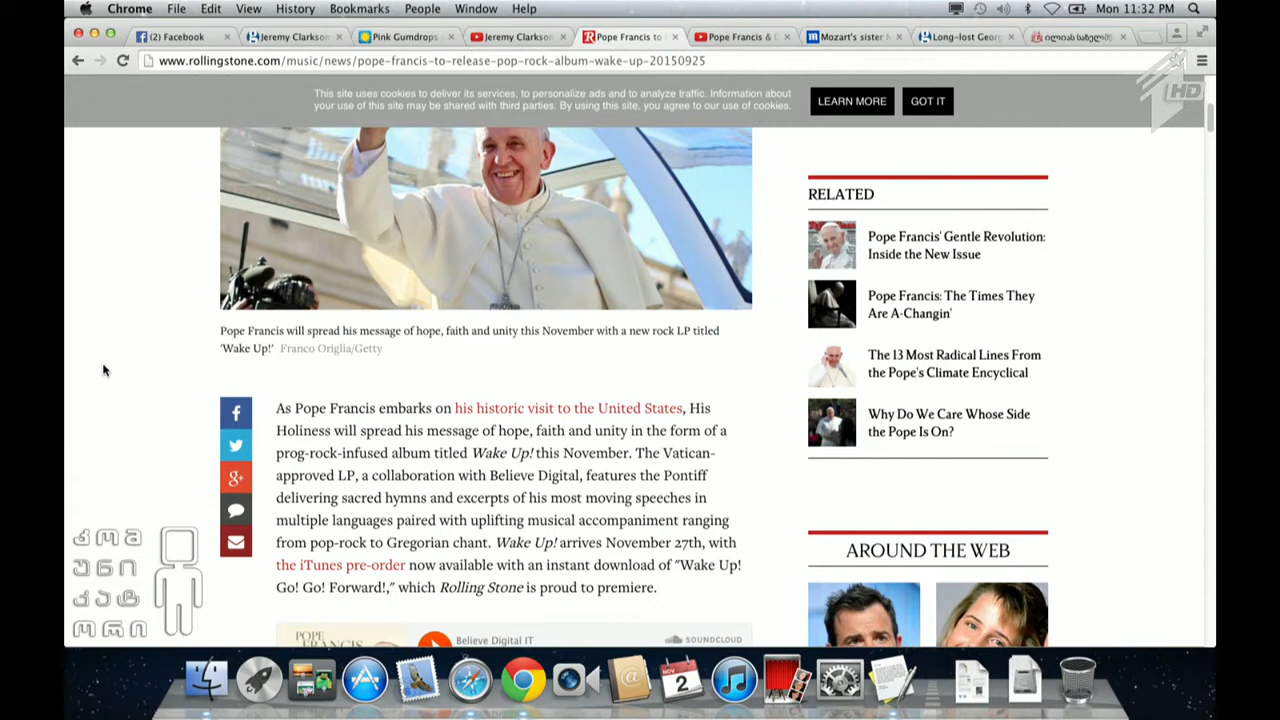 Chrome File Edit View History Bookmarks People Window Help Mon 11:32 PM
(2) Facebook Jeremy Clarkson Pink Gumdrops Jeremy Clarkson Pope Francis to Pope Francis & Mozart's sister Long-lost Geor ილიას სახელმწ
www.rollingstone.com/music/news/pope-francis-to-release-pop-rock-album-wake-up-20150925
HD
This site uses cookies to deliver its services, to personalize ads and to analyze traffic. Information about
your use of this site may be shared with third parties. By using this site, you agree to our use of cookies.
LEARN MORE GOT IT
Pope Francis will spread his message of hope, faith and unity this November with a new rock LP titled
'Wake Up!' Franco Origlia/Getty
As Pope Francis embarks on his historic visit to the United States, His
Holiness will spread his message of hope, faith and unity in the form of a
prog-rock-infused album titled Wake Up! this November. The Vatican-
approved LP, a collaboration with Believe Digital, features the Pontiff
delivering sacred hymns and excerpts of his most moving speeches in
multiple languages paired with uplifting musical accompaniment ranging
from pop-rock to Gregorian chant. Wake Up! arrives November 27th, with
the iTunes pre-order now available with an instant download of "Wake Up!
Go! Go! Forward!," which Rolling Stone is proud to premiere.
POPE
FRANCIS
Believe Digital IT
SOUNDCLOUD
RELATED
Pope Francis' Gentle Revolution:
Inside the New Issue
Pope Francis: The Times They
Are A-Changin'
The 13 Most Radical Lines From
the Pope's Climate Encyclical
Why Do We Care Whose Side
the Pope Is On?
AROUND THE WEB
კომ
უნი
კატ
ორი
NOV
2